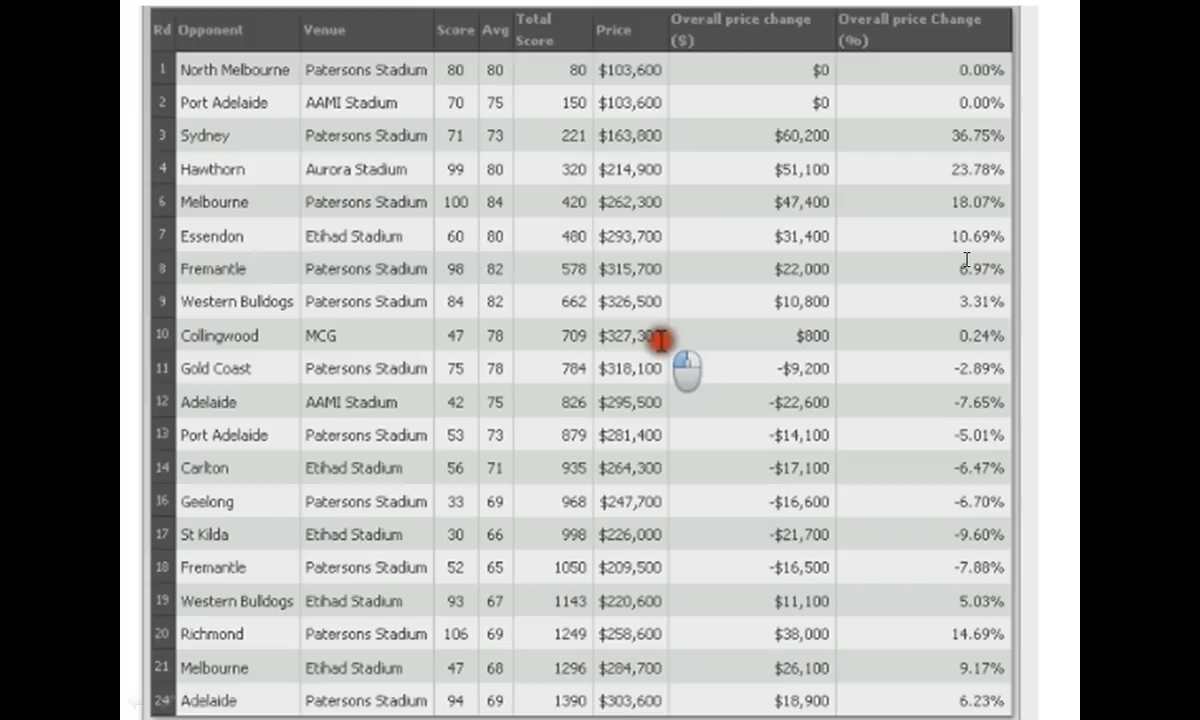 Rd Opponent Venue Score Avg Total Score Price Overall price change ($) Overall price Change (%)
1 North Melbourne Patersons Stadium 80 80 80 $103,600 $0 0.00%
2 Port Adelaide AAMI Stadium 70 75 150 $103,600 $0 0.00%
3 Sydney Patersons Stadium 71 73 221 $163,800 $60,200 36.75%
4 Hawthorn Aurora Stadium 99 80 320 $214,900 $51,100 23.78%
6 Melbourne Patersons Stadium 100 84 420 $262,300 $47,400 18.07%
7 Essendon Etihad Stadium 60 80 480 $293,700 $31,400 10.69%
8 Fremantle Patersons Stadium 98 82 578 $315,700 $22,000 6.97%
9 Western Bulldogs Patersons Stadium 84 82 662 $326,500 $10,800 3.31%
10 Collingwood MCG 47 78 709 $327,300 $800 0.24%
11 Gold Coast Patersons Stadium 75 78 784 $318,100 -$9,200 -2.89%
12 Adelaide AAMI Stadium 42 75 826 $295,500 -$22,600 -7.65%
13 Port Adelaide Patersons Stadium 53 73 879 $281,400 -$14,100 -5.01%
14 Carlton Etihad Stadium 56 71 935 $264,300 -$17,100 -6.47%
16 Geelong Patersons Stadium 33 69 968 $247,700 -$16,600 -6.70%
17 St Kilda Etihad Stadium 30 66 998 $226,000 -$21,700 -9.60%
18 Fremantle Patersons Stadium 52 65 1050 $209,500 -$16,500 -7.88%
19 Western Bulldogs Etihad Stadium 93 67 1143 $220,600 $11,100 5.03%
20 Richmond Patersons Stadium 106 69 1249 $258,600 $38,000 14.69%
21 Melbourne Etihad Stadium 47 68 1296 $284,700 $26,100 9.17%
24 Adelaide Patersons Stadium 94 69 1390 $303,600 $18,900 6.23%